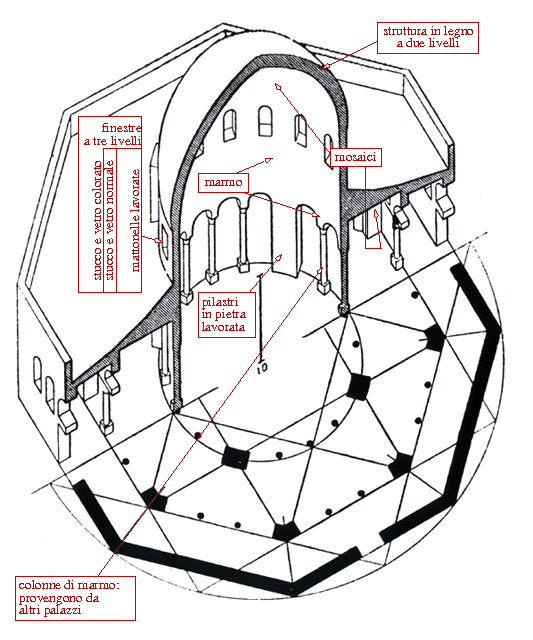 struttura in legno
a due livelli
finestre
a tre livelli
stucco e vetro colorato
stucco e vetro normale
mattonelle lavorate
mosaici
marmo
pilastri
in pietra
lavorata
10
colonne di marmo:
provengono da
altri palazzi